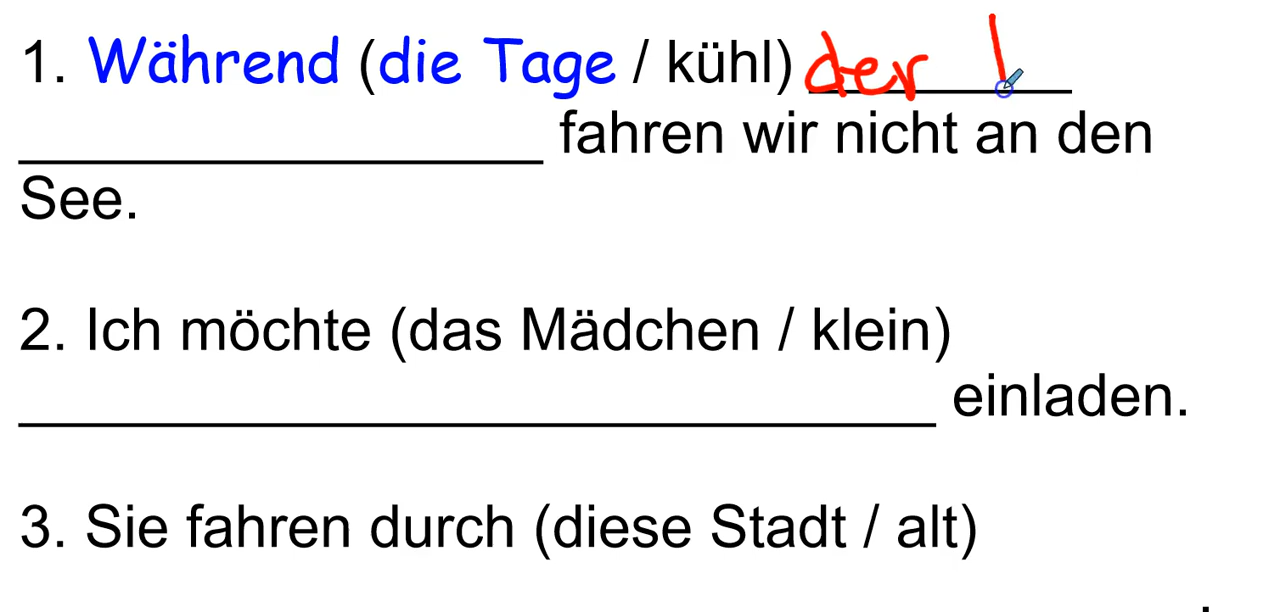 1. Während (die Tage / kühl) der
fahren wir nicht an den
See.
2. Ich möchte (das Mädchen / klein)
einladen.
3. Sie fahren durch (diese Stadt / alt)